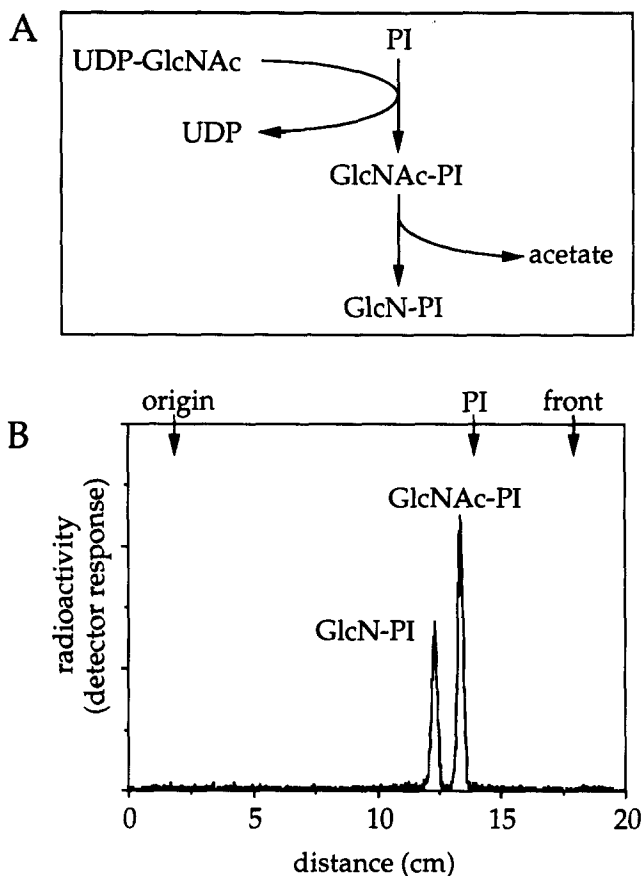 A
UDP-GlcNAc
PI
UDP
GlcNAc-PI
acetate
GlcN-PI
B
origin
PI
front
GlcNAc-PI
GlcN-PI
radioactivity
(detector response)
0
5
10
15
20
distance (cm)